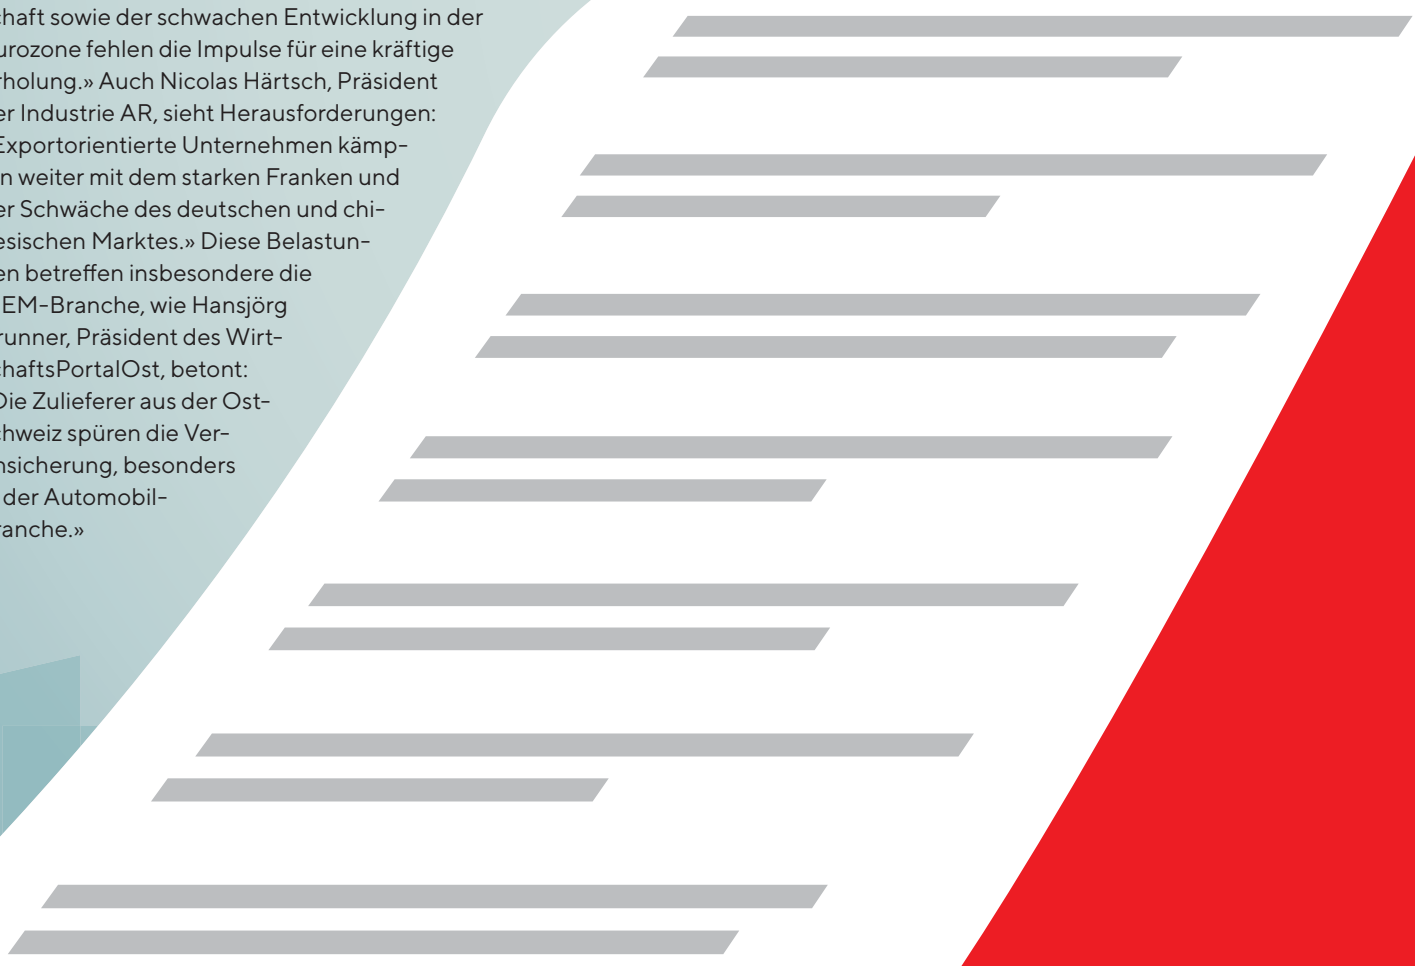 chaft sowie der schwachen Entwicklung in der
urozone fehlen die Impulse für eine kräftige
rholung.» Auch Nicolas Härtsch, Präsident
er Industrie AR, sieht Herausforderungen:
Exportorientierte Unternehmen kämp-
n weiter mit dem starken Franken und
er Schwäche des deutschen und chi-
esischen Marktes.» Diese Belastun-
en betreffen insbesondere die
EM-Branche, wie Hansjörg
runner, Präsident des Wirt-
chaftsPortalOst, betont:
Die Zulieferer aus der Ost-
chweiz spüren die Ver-
nsicherung, besonders
der Automobil-
ranche.»